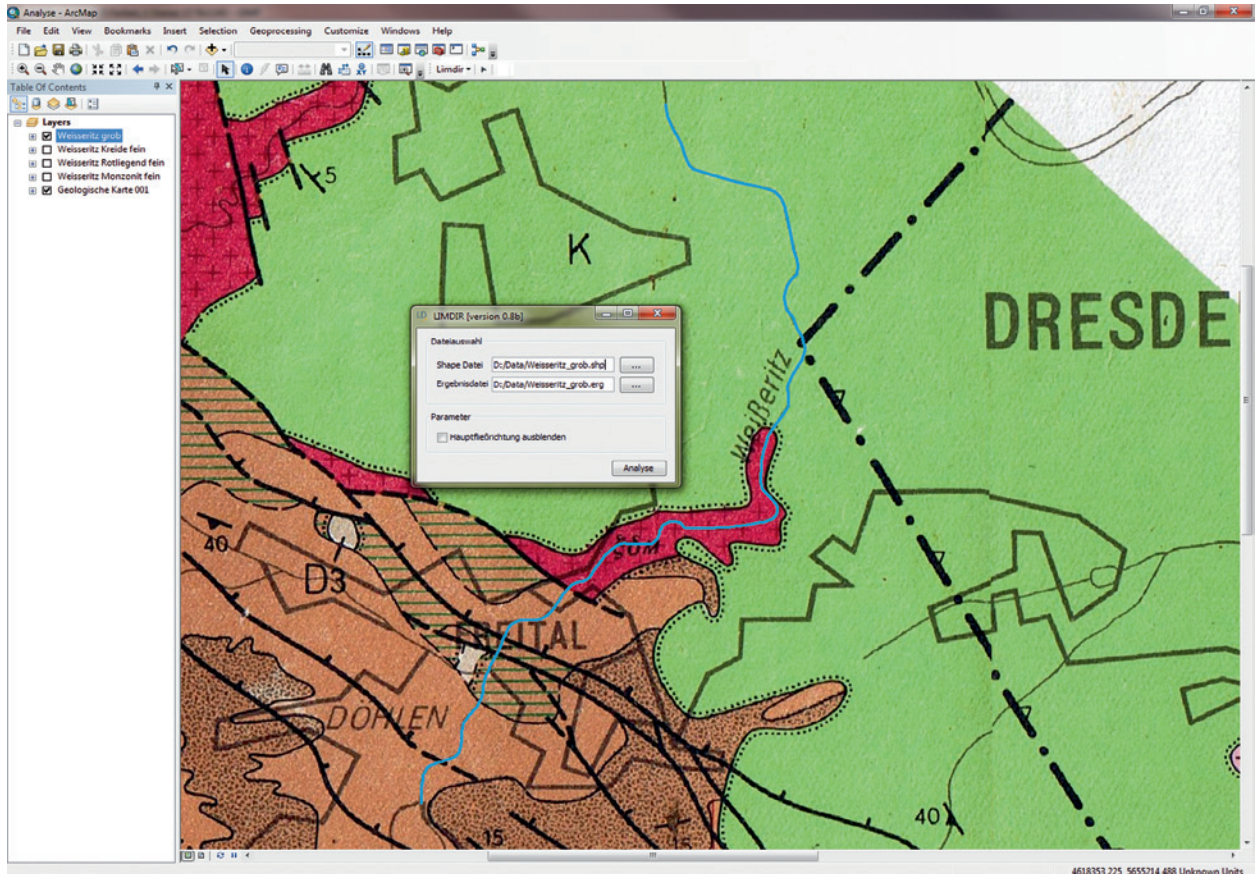 Analyse - ArcMap
File Edit View Bookmarks Insert Selection Geoprocessing Customize Windows Help
Limdir
Table Of Contents
Layers
Weisseritz grob
Weisseritz Kreide fein
Weisseritz Rotliegend fein
Weisseritz Monzonit fein
Geologische Karte 001
5
K
DRESDE
Weißeritz
LD LIMDIR [version 0.8b]
Dateiauswahl
Shape Datei D:/Data/Weisseritz_grob.shp ...
Ergebnisdatei D:/Data/Weisseritz_grob.erg ...
Parameter
Hauptfließrichtung ausblenden
Analyse
40
D3
FREITAL
DÖHLEN
15
40
4618353,225 5655214,488 Unknown Units